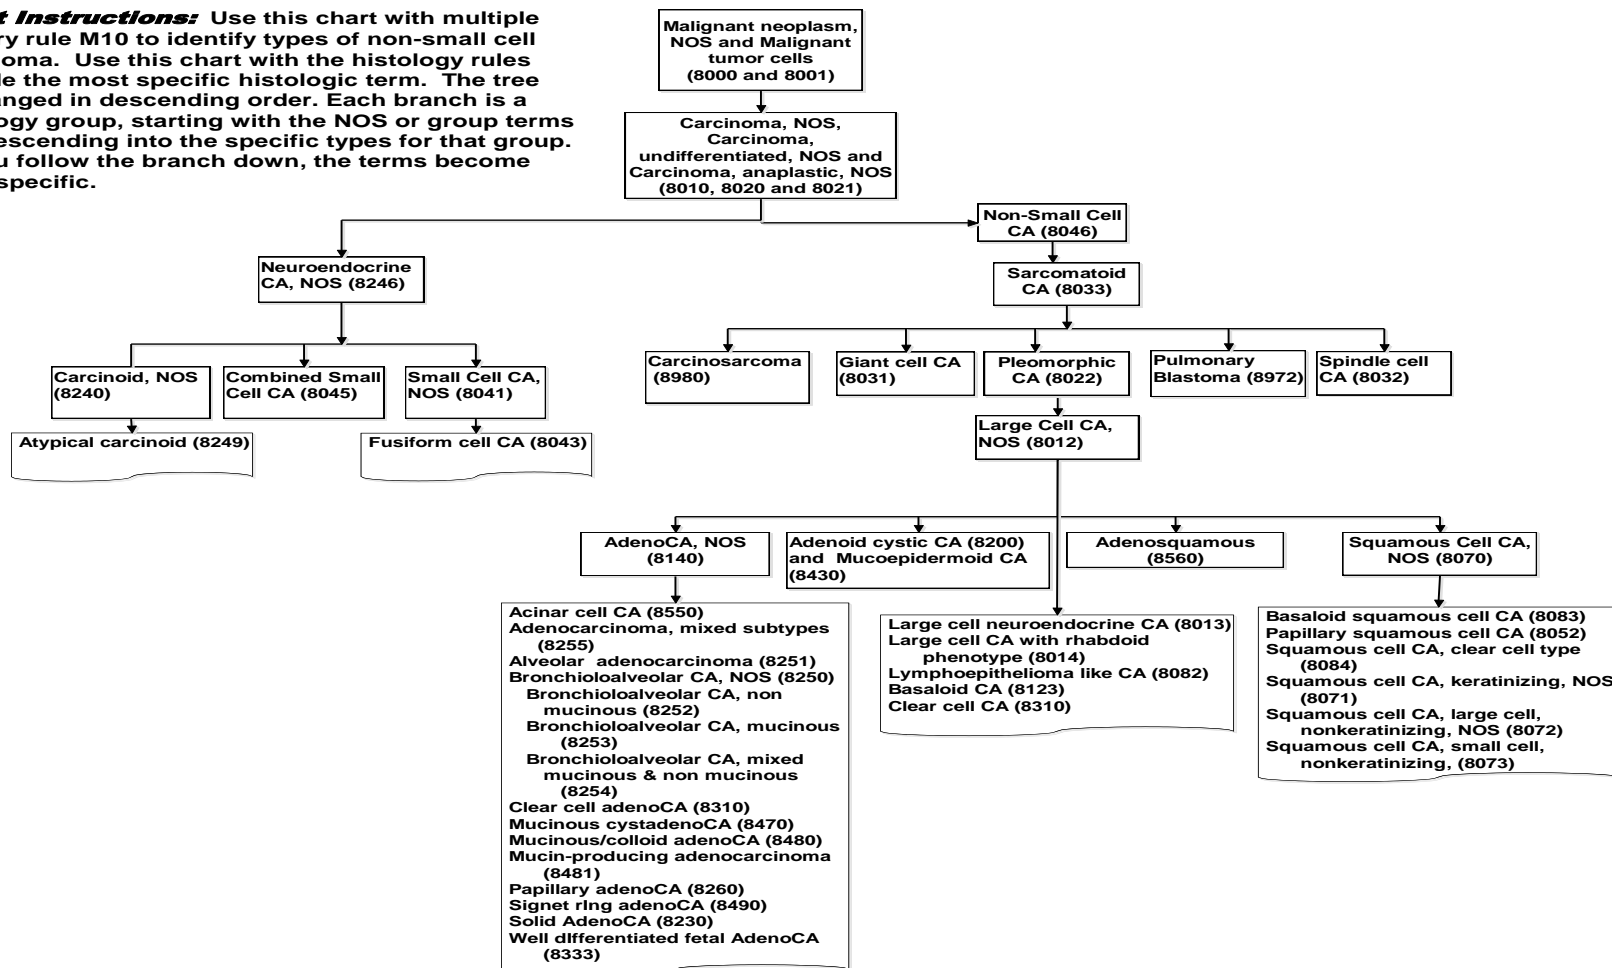 Instructions: Use this chart with multiple
rule M10 to identify types of non-small cell
Use this chart with the histology rules
the most specific histologic term. The tree
in descending order. Each branch is a
group, starting with the NOS or group terms
into the specific types for that group.
follow the branch down, the terms become
specific.
Malignant neoplasm,
NOS and Malignant
tumor cells
(8000 and 8001)
Carcinoma, NOS,
Carcinoma,
undifferentiated, NOS and
Carcinoma, anaplastic, NOS
(8010, 8020 and 8021)
Non-Small Cell
CA (8046)
Neuroendocrine
CA, NOS (8246)
Sarcomatoid
CA (8033)
Carcinoid, NOS
(8240)
Combined Small
Cell CA (8045)
Small Cell CA,
NOS (8041)
Atypical carcinoid (8249)
Fusiform cell CA (8043)
Carcinosarcoma
(8980)
Giant cell CA
(8031)
Pleomorphic
CA (8022)
Pulmonary
Blastoma (8972)
Spindle cell
CA (8032)
Large Cell CA,
NOS (8012)
AdenoCA, NOS
(8140)
Adenoid cystic CA (8200)
and Mucoepidermoid CA
(8430)
Adenosquamous
(8560)
Squamous Cell CA,
NOS (8070)
Acinar cell CA (8550)
Adenocarcinoma, mixed subtypes
(8255)
Alveolar adenocarcinoma (8251)
Bronchioloalveolar CA, NOS (8250)
Bronchioloalveolar CA, non
mucinous (8252)
Bronchioloalveolar CA, mucinous
(8253)
Bronchioloalveolar CA, mixed
mucinous & non mucinous
(8254)
Clear cell adenoCA (8310)
Mucinous cystadenoCA (8470)
Mucinous/colloid adenoCA (8480)
Mucin-producing adenocarcinoma
(8481)
Papillary adenoCA (8260)
Signet rIng adenoCA (8490)
Solid AdenoCA (8230)
Well dIfferentiated fetal AdenoCA
(8333)
Large cell neuroendocrine CA (8013)
Large cell CA with rhabdoid
phenotype (8014)
Lymphoepithelioma like CA (8082)
Basaloid CA (8123)
Clear cell CA (8310)
Basaloid squamous cell CA (8083)
Papillary squamous cell CA (8052)
Squamous cell CA, clear cell type
(8084)
Squamous cell CA, keratinizing, NOS
(8071)
Squamous cell CA, large cell,
nonkeratinizing, NOS (8072)
Squamous cell CA, small cell,
nonkeratinizing, (8073)